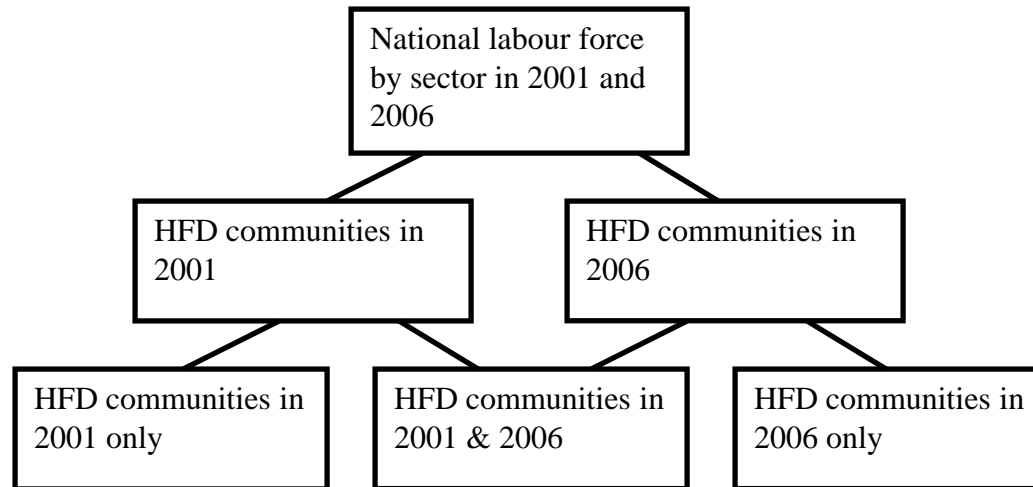 National labour force
by sector in 2001 and
2006
HFD communities in
2001
HFD communities in
2006
HFD communities in
2001 only
HFD communities in
2001 & 2006
HFD communities in
2006 only